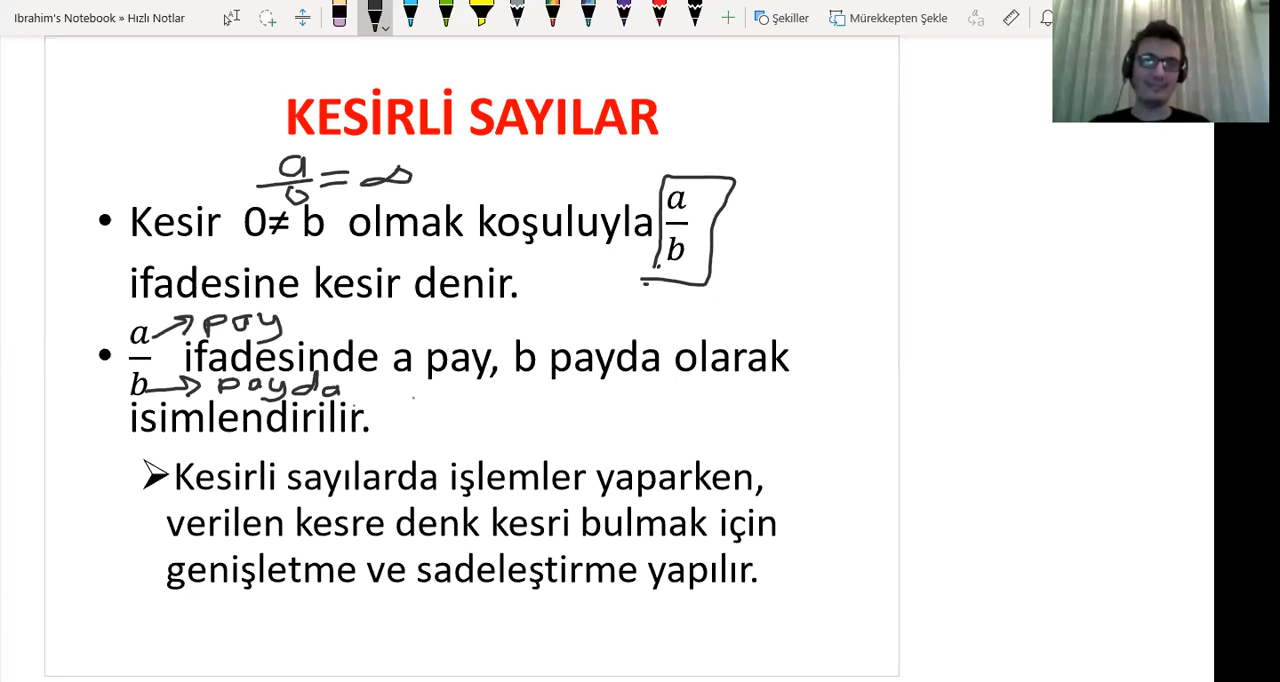 Ibrahim's Notebook » Hızlı Notlar
Şekiller
Mürekkepten Şekle
KESİRLİ SAYILAR
a/0 = ∞
• Kesir 0≠ b olmak koşuluyla a/b
ifadesine kesir denir.
pay
• a/b ifadesinde a pay, b payda olarak
payda
isimlendirilir.
➢Kesirli sayılarda işlemler yaparken,
verilen kesre denk kesri bulmak için
genişletme ve sadeleştirme yapılır.